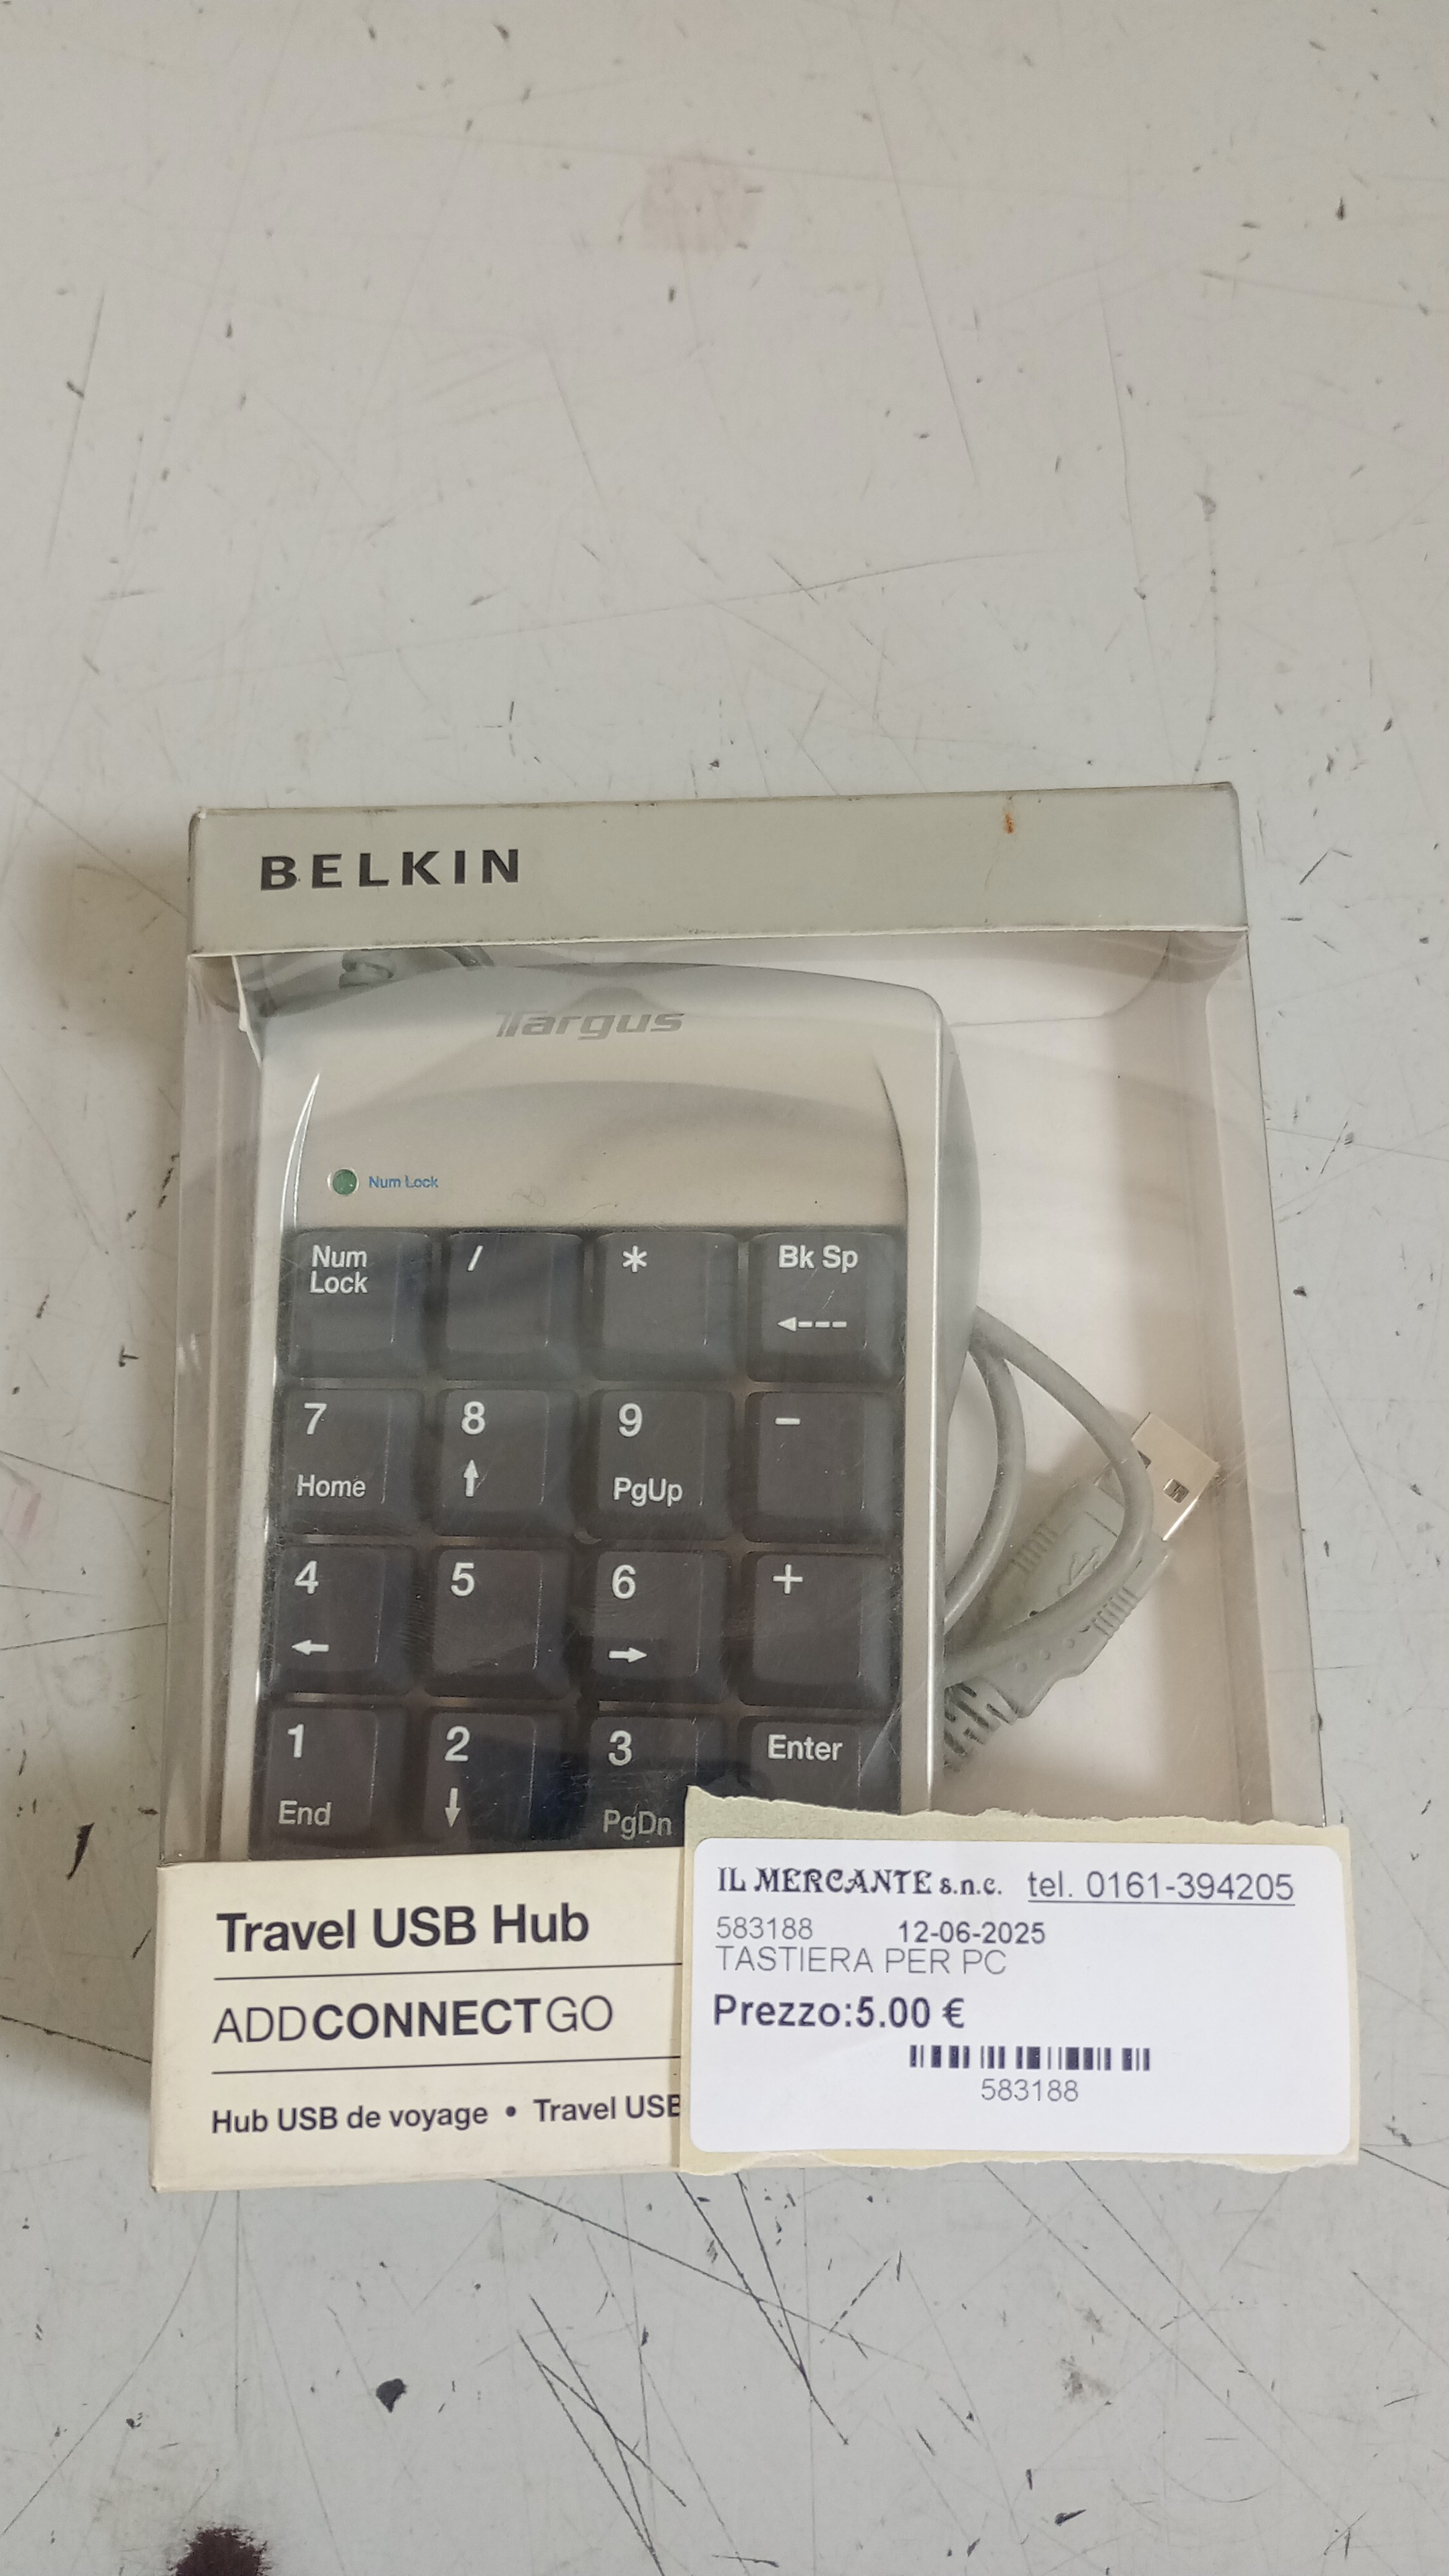 BELKIN
Targus
Num Lock
Num
Lock
/
*
Bk Sp
7
Home
8
9
PgUp
-
4
5
6
+
1
End
2
3
PgDn
Enter
Travel USB Hub
ADDCONNECTGO
Hub USB de voyage • Travel USB
IL MERCANTE s.n.c. tel. 0161-394205
583188 12-06-2025
TASTIERA PER PC
Prezzo:5.00 €
583188